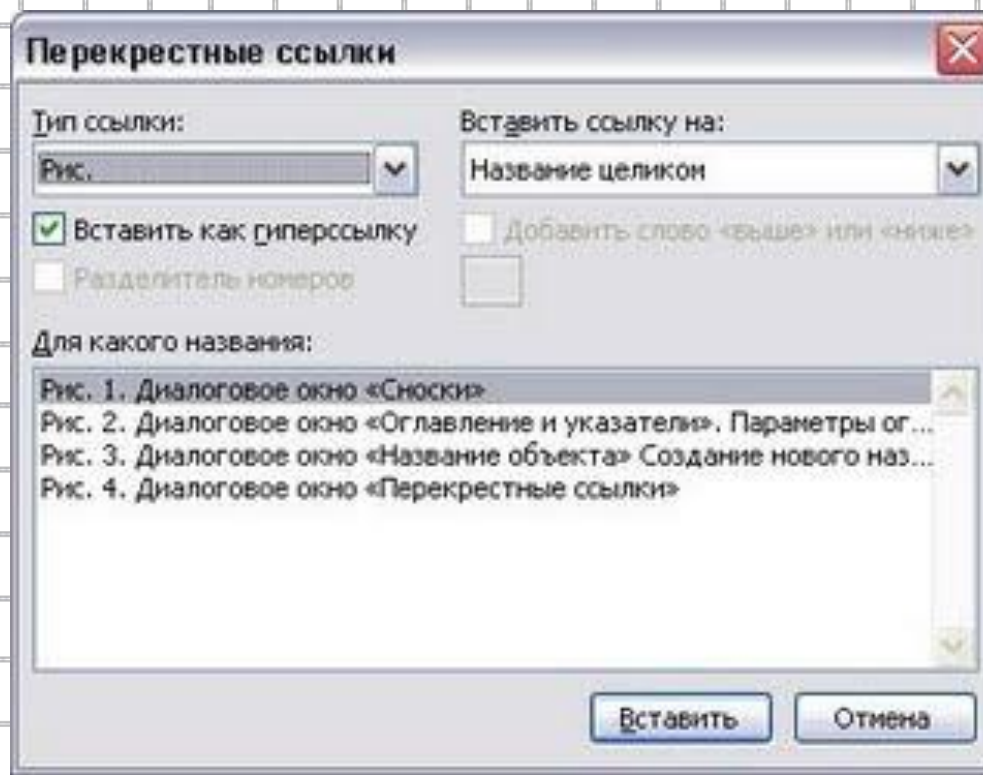 Перекрестные ссылки
Тип ссылки:
Вставить ссылку на:
Рис.
Название целиком
Вставить как гиперссылку
Добавить слово «выше» или «ниже»
Разделитель номеров
Для какого названия:
Рис. 1. Диалоговое окно «Сноски»
Рис. 2. Диалоговое окно «Оглавление и указатели». Параметры ог...
Рис. 3. Диалоговое окно «Название объекта» Создание нового наз...
Рис. 4. Диалоговое окно «Перекрестные ссылки»
Вставить
Отмена